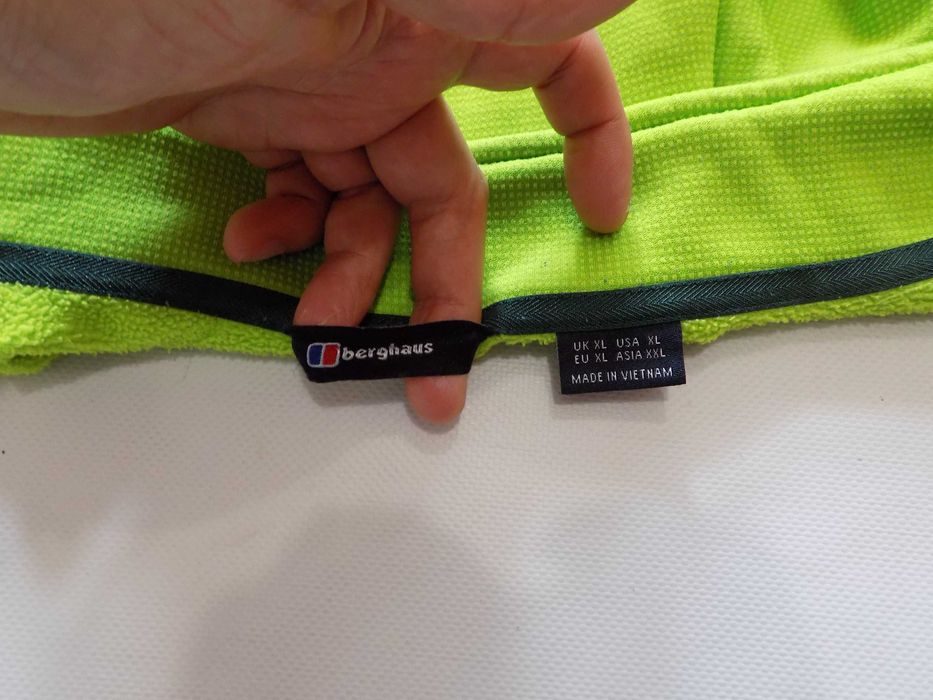 berghaus
UK XL USA XL
EU XL ASIA XXL
MADE IN VIETNAM